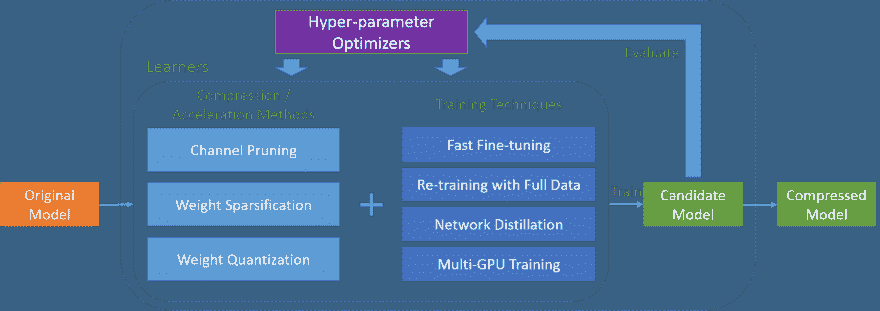 Hyper-parameter
Optimizers
Evaluate
Learners
Compression /
Acceleration Methods
Training Techniques
Channel Pruning
Fast Fine-tuning
Original
Model
Weight Sparsification
Re-training with Full Data
Candidate
Model
Compressed
Model
Network Distillation
Weight Quantization
Multi-GPU Training